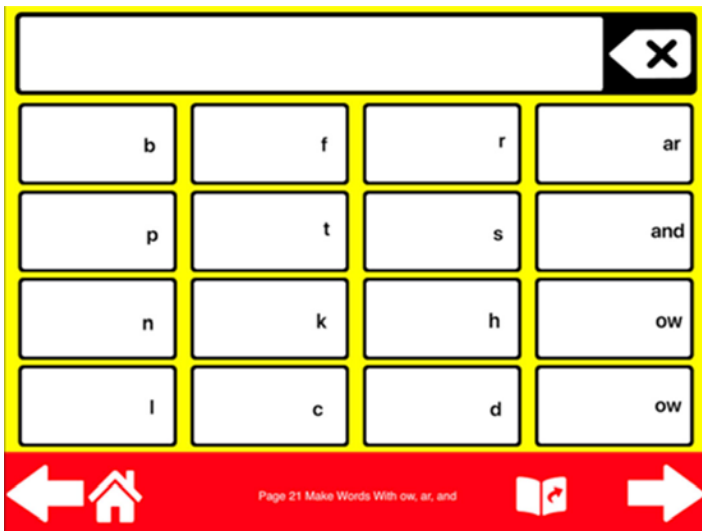 b f r ar
p t s and
n k h ow
l c d ow
Page 21 Make Words With ow, ar, and